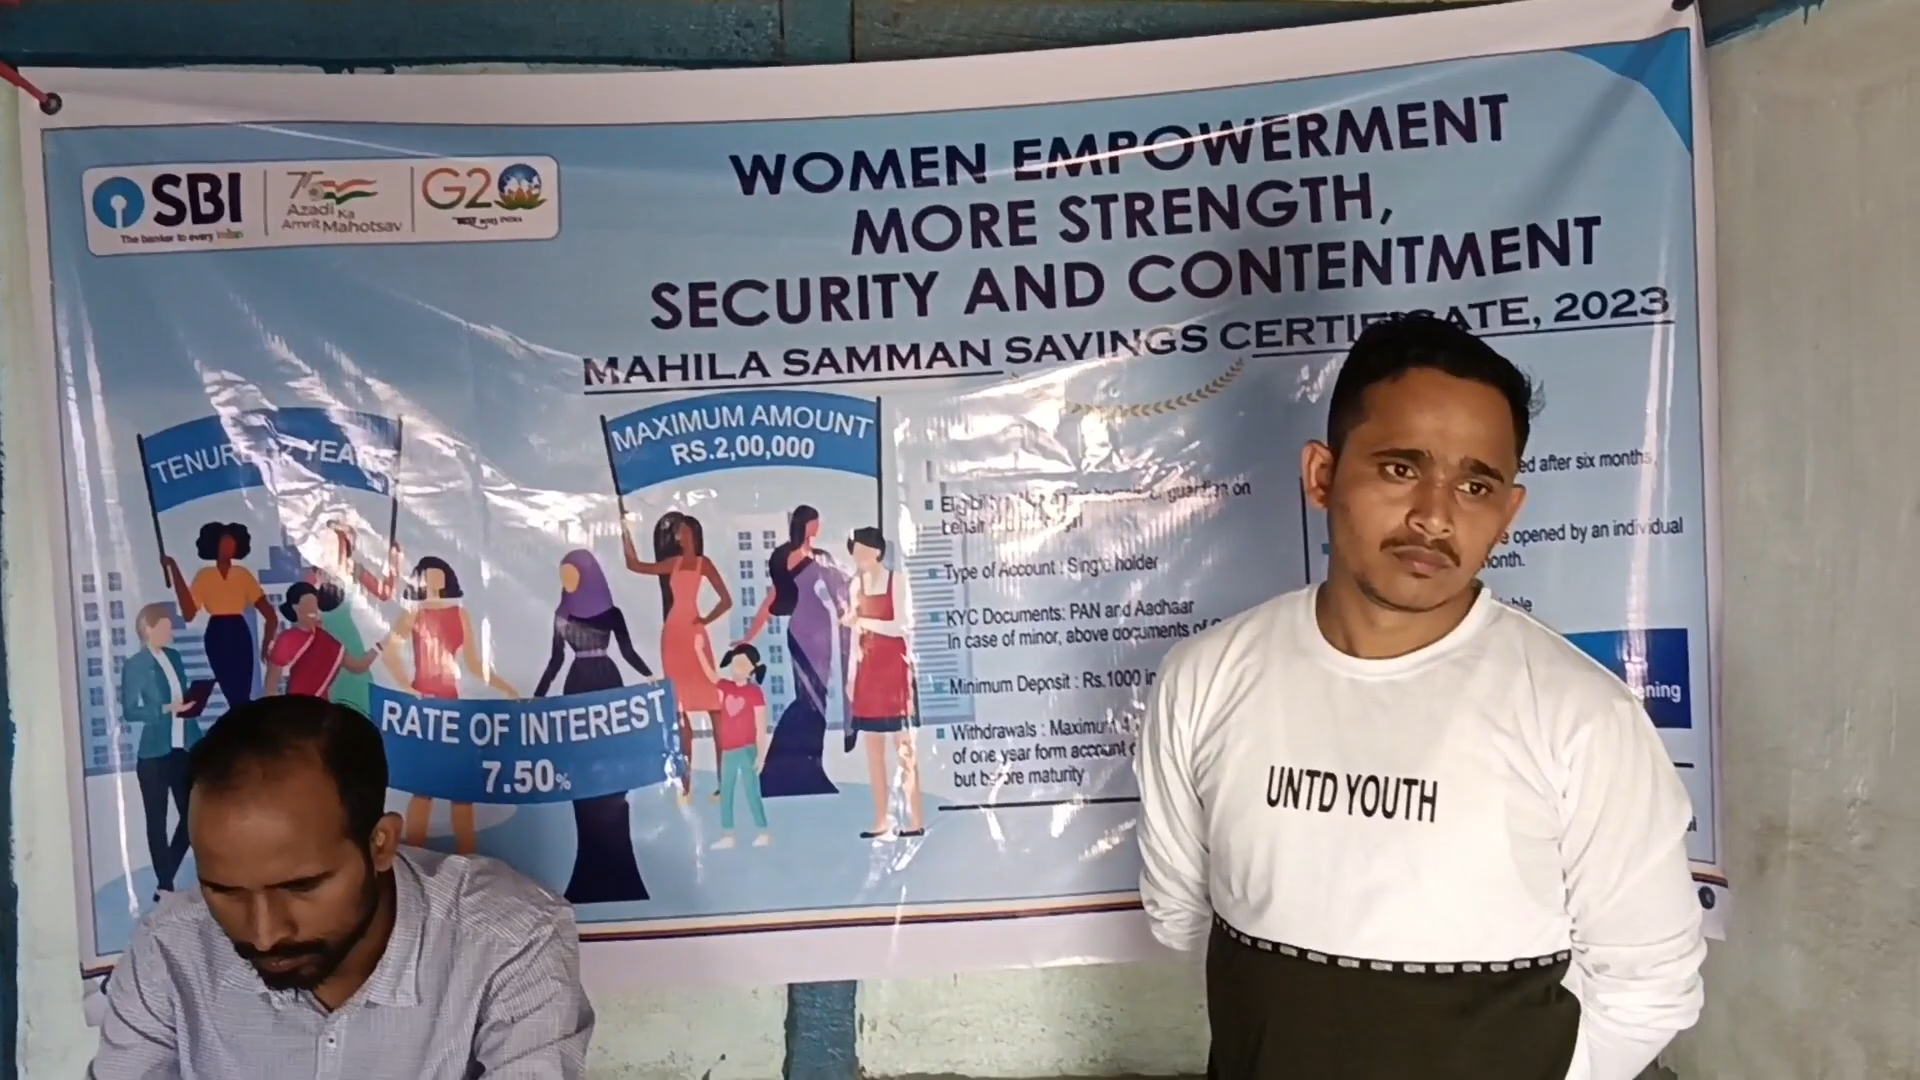 SBI
The banker to every Indian
75
Azadi Ka
Amrit Mahotsav
G20
WOMEN EMPOWERMENT
MORE STRENGTH,
SECURITY AND CONTENTMENT
MAHILA SAMMAN SAVINGS CERTIFICATE, 2023
TENURE 2 YEARS
MAXIMUM AMOUNT
RS.2,00,000
RATE OF INTEREST
7.50%
guardian on
Type of Account : Single holder
KYC Documents: PAN and Aadhaar
In case of minor, above documents of
Minimum Deposit : Rs.1000 in
Withdrawals : Maximum 4
of one year form account
but before maturity
ed after six months
opened by an individual
UNTD YOUTH